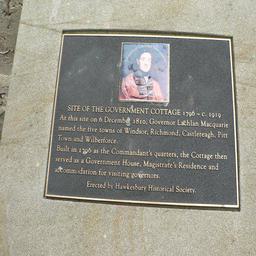 SITE OF THE GOVERNMENT COTTAGE 1796 - c. 1919
At this site on 6 December 1810, Governor Lachlan Macquarie
named the five towns of Windsor, Richmond, Castlereagh, Pitt
Town and Wilberforce.
Built in 1796 as the Commandant's quarters, the Cottage then
served as a Government House, Magistrate's Residence and
accommodation for visiting governors.
Erected by Hawkesbury Historical Society.